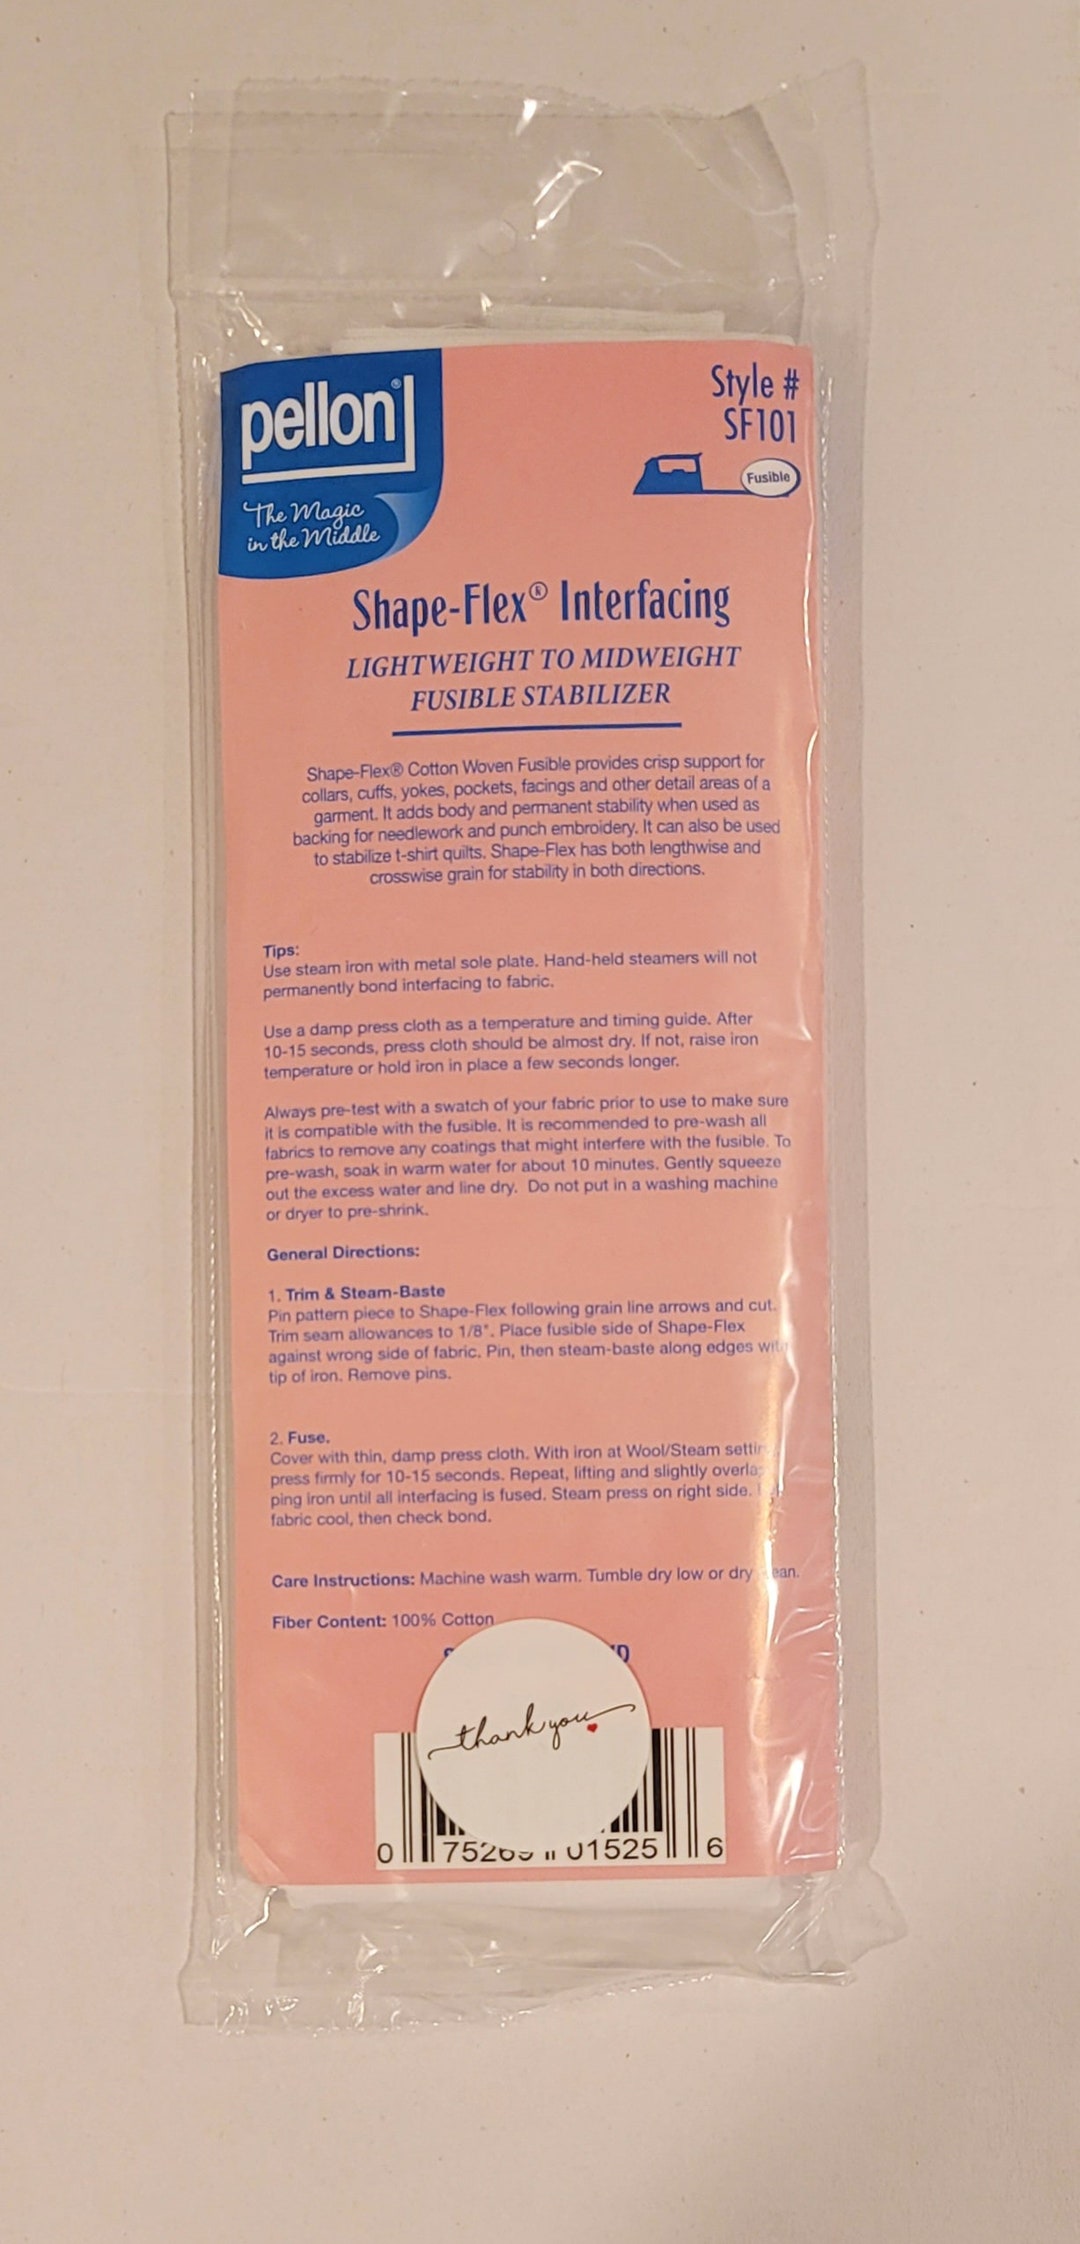 pellon®
The Magic
in the Middle
Style #
SF101
Fusible
Shape-Flex® Interfacing
LIGHTWEIGHT TO MIDWEIGHT
FUSIBLE STABILIZER
Shape-Flex® Cotton Woven Fusible provides crisp support for
collars, cuffs, yokes, pockets, facings and other detail areas of a
garment. It adds body and permanent stability when used as
backing for needlework and punch embroidery. It can also be used
to stabilize t-shirt quilts. Shape-Flex has both lengthwise and
crosswise grain for stability in both directions.
Tips:
Use steam iron with metal sole plate. Hand-held steamers will not
permanently bond interfacing to fabric.
Use a damp press cloth as a temperature and timing guide. After
10-15 seconds, press cloth should be almost dry. If not, raise iron
temperature or hold iron in place a few seconds longer.
Always pre-test with a swatch of your fabric prior to use to make sure
it is compatible with the fusible. It is recommended to pre-wash all
fabrics to remove any coatings that might interfere with the fusible. To
pre-wash, soak in warm water for about 10 minutes. Gently squeeze
out the excess water and line dry. Do not put in a washing machine
or dryer to pre-shrink.
General Directions:
1. Trim & Steam-Baste
Pin pattern piece to Shape-Flex following grain line arrows and cut.
Trim seam allowances to 1/8". Place fusible side of Shape-Flex
against wrong side of fabric. Pin, then steam-baste along edges with
tip of iron. Remove pins.
2. Fuse.
Cover with thin, damp press cloth. With iron at Wool/Steam
press firmly for 10-15 seconds. Repeat, lifting and slightly overlap-
ping iron until all interfacing is fused. Steam press on right side.
fabric cool, then check bond.
Care Instructions: Machine wash warm. Tumble dry low or dry
Fiber Content: 100% Cotton
thank you
0 01525 6